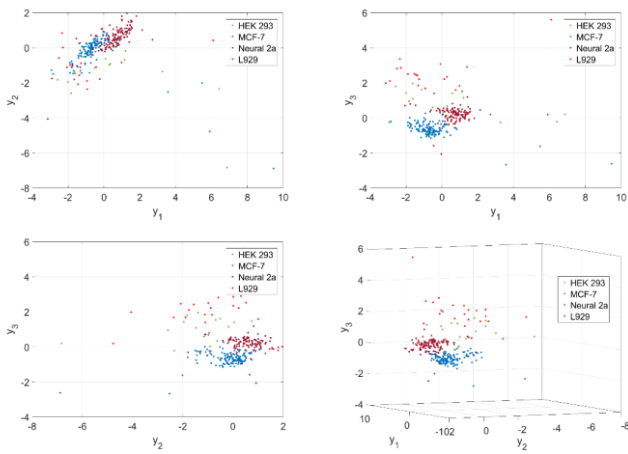 2
0
-2
-4
-6
-8
-4 -2 0 2 4 6 8 10
y1
y2
HEK 293
MCF-7
Neural 2a
L929
6
4
2
0
-2
-4
-4 -2 0 2 4 6 8 10
y1
y3
HEK 293
MCF-7
Neural 2a
L929
6
4
2
0
-2
-4
-8 -6 -4 -2 0 2
y2
y3
HEK 293
MCF-7
Neural 2a
L929
6
4
2
0
-2
-4
10 0 -102 0 -2 -4 -6 -8
y1 y2
y3
HEK 293
MCF-7
Neural 2a
L929